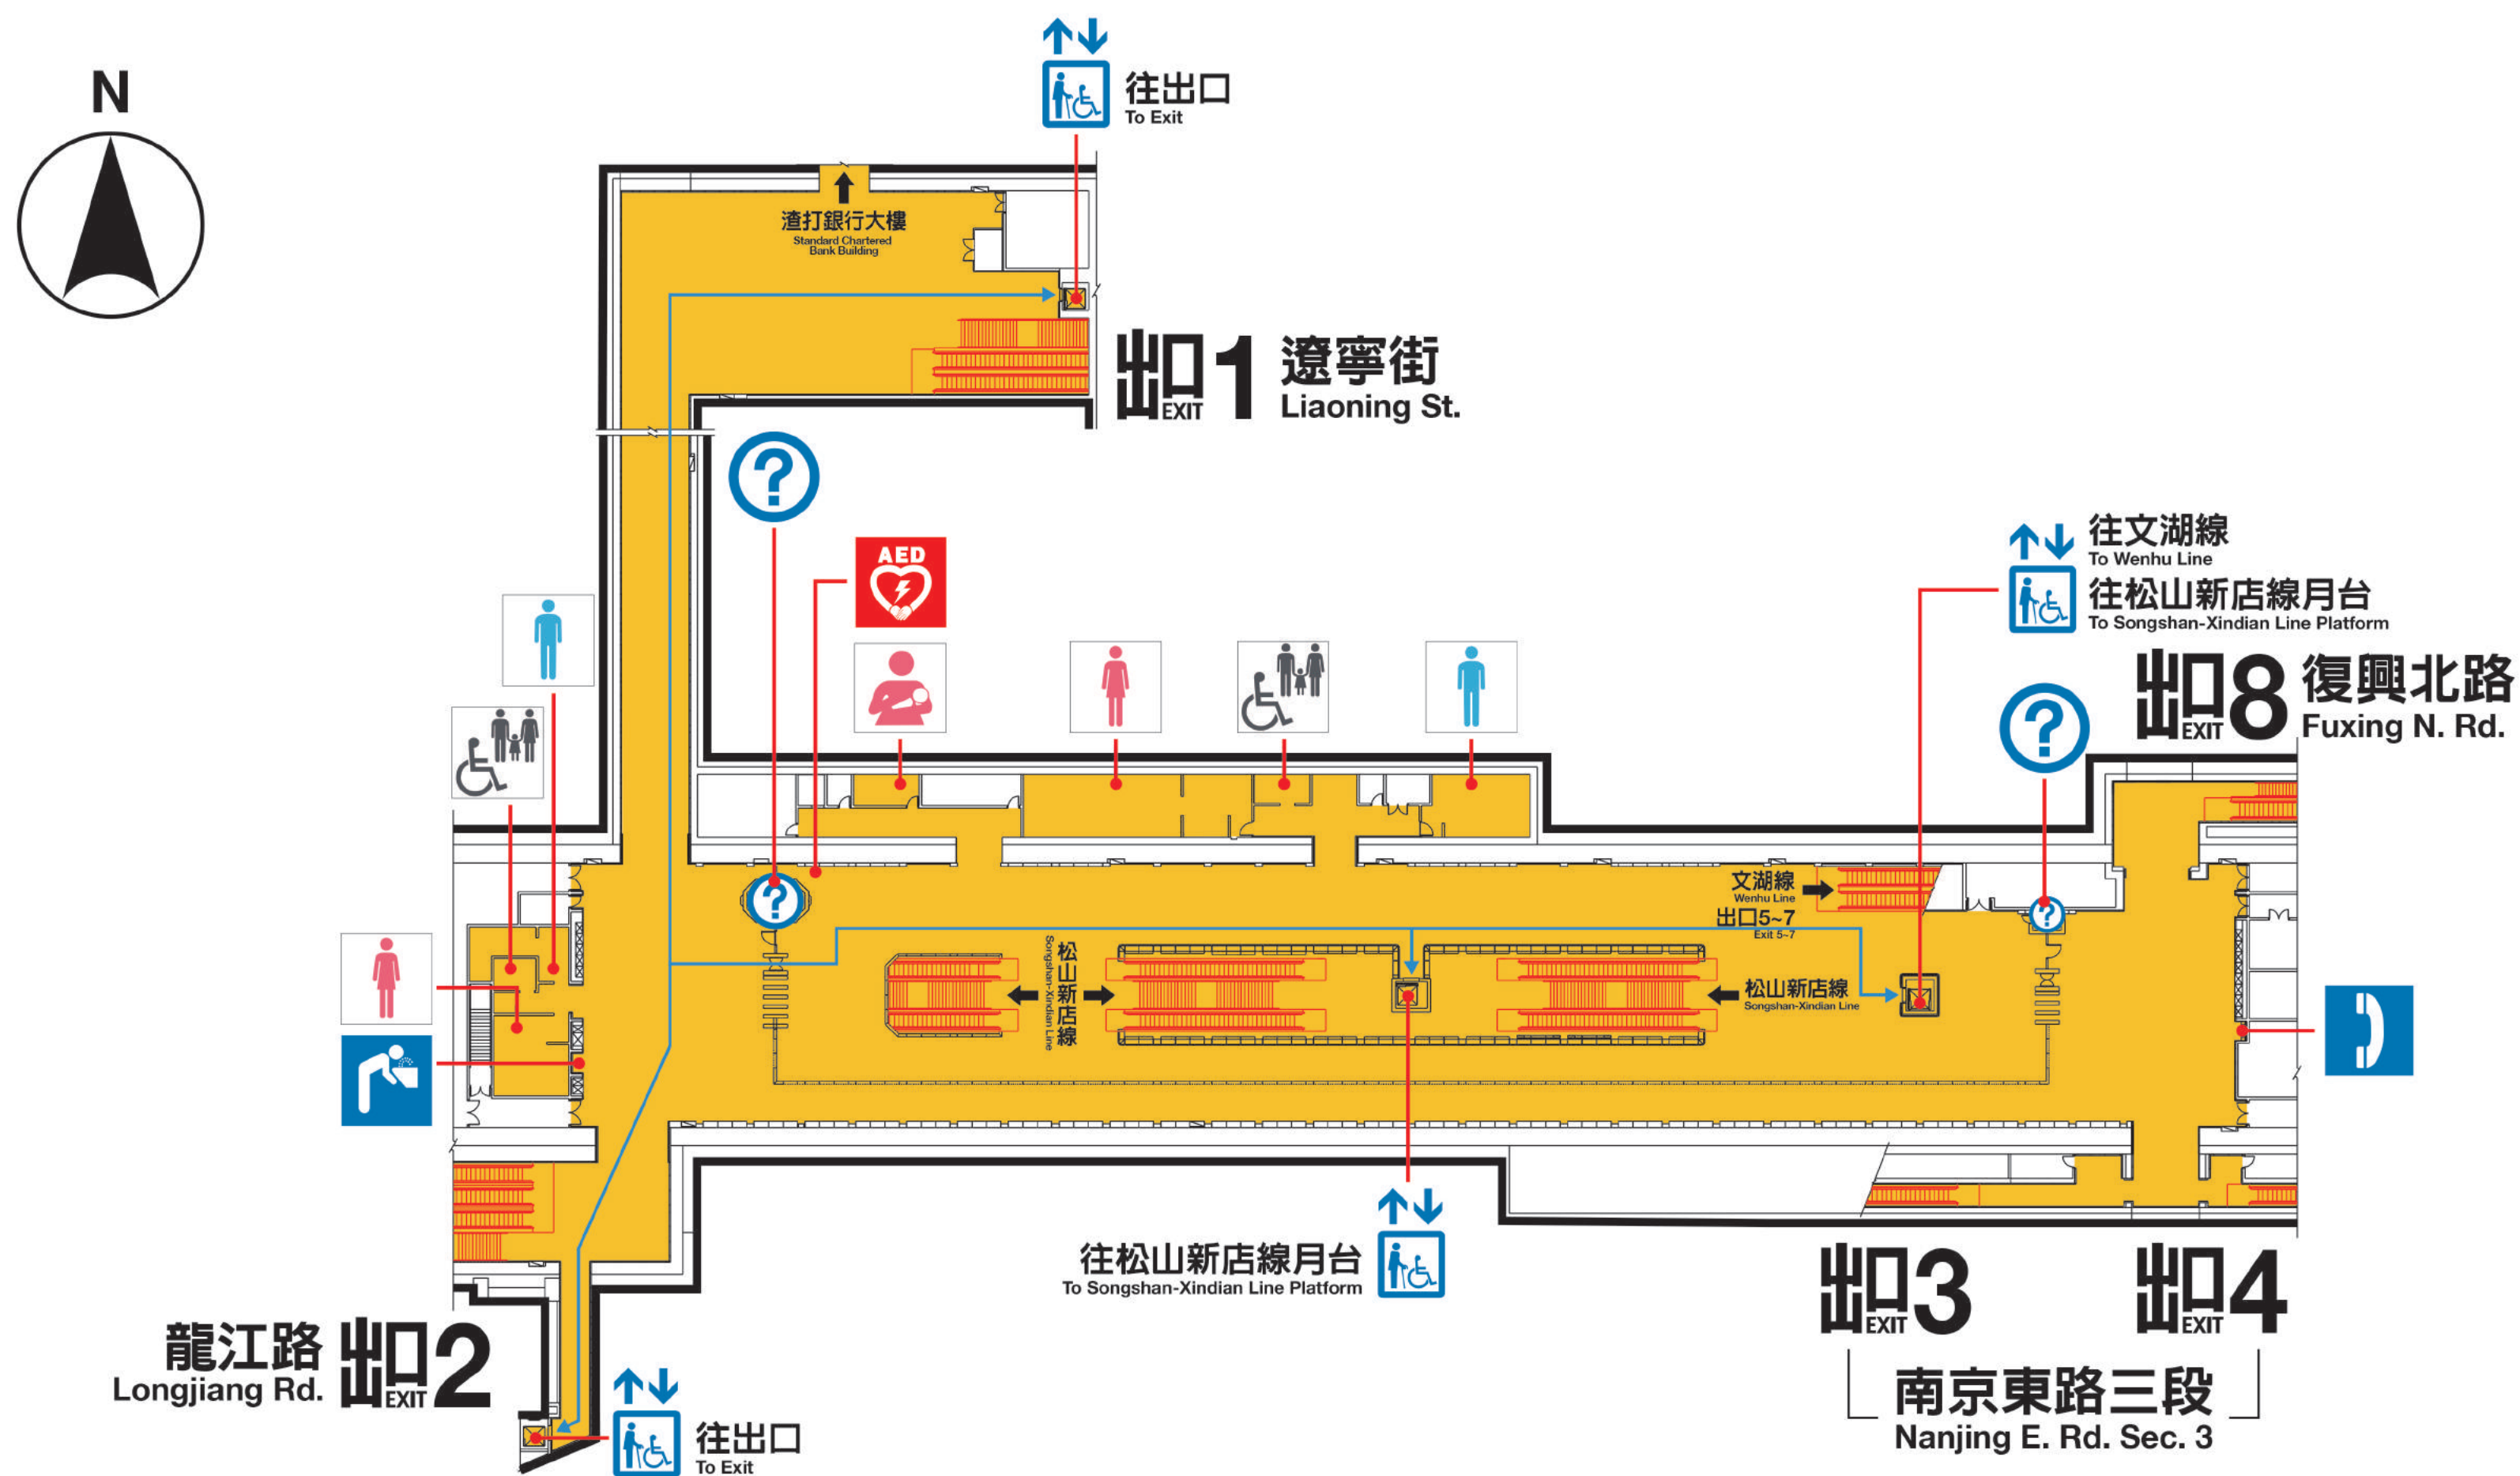 N
往出口
To Exit
渣打銀行大樓
Standard Chartered
Bank Building
出口 EXIT 1 遼寧街
Liaoning St.
?
AED
往文湖線
To Wenhu Line
往松山新店線月台
To Songshan-Xindian Line Platform
出口 EXIT 8 復興北路
Fuxing N. Rd.
?
?
?
文湖線
Wenhu Line
出口5~7
Exit 5~7
松山新店線
Songshan-Xindian Line
松山新店線
Songshan-Xindian Line
往松山新店線月台
To Songshan-Xindian Line Platform
出口 EXIT 3
出口 EXIT 4
南京東路三段
Nanjing E. Rd. Sec. 3
龍江路
Longjiang Rd.
出口 EXIT 2
往出口
To Exit